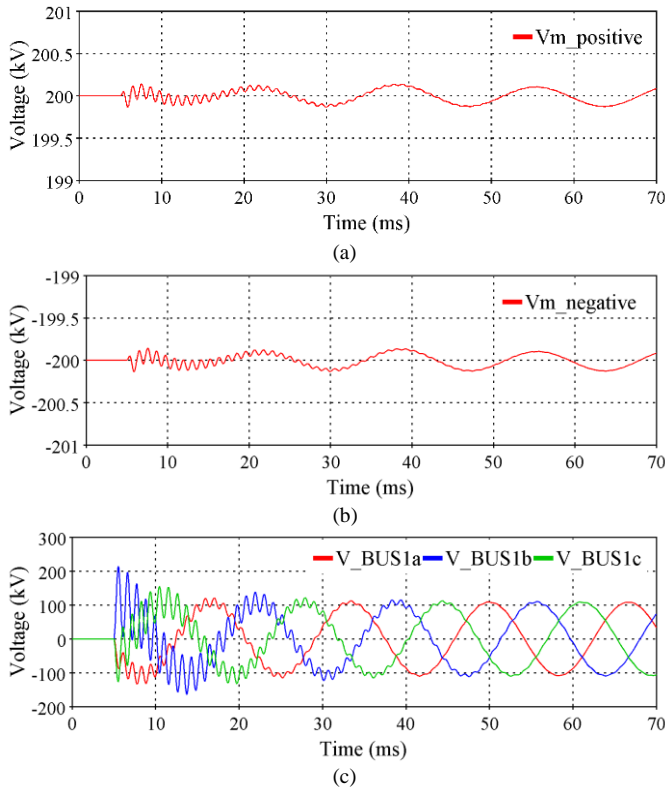 201
200.5
200
199.5
199
Voltage (kV)
Vm_positive
0 10 20 30 40 50 60 70
Time (ms)
(a)
-199
-199.5
-200
-200.5
-201
Voltage (kV)
Vm_negative
0 10 20 30 40 50 60 70
Time (ms)
(b)
300
200
100
0
-100
-200
Voltage (kV)
V_BUS1a V_BUS1b V_BUS1c
0 10 20 30 40 50 60 70
Time (ms)
(c)